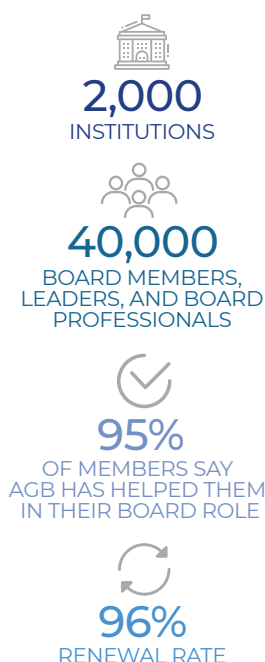 2,000
INSTITUTIONS
40,000
BOARD MEMBERS,
LEADERS, AND BOARD
PROFESSIONALS
95%
OF MEMBERS SAY
AGB HAS HELPED THEM
IN THEIR BOARD ROLE
96%
RENEWAL RATE